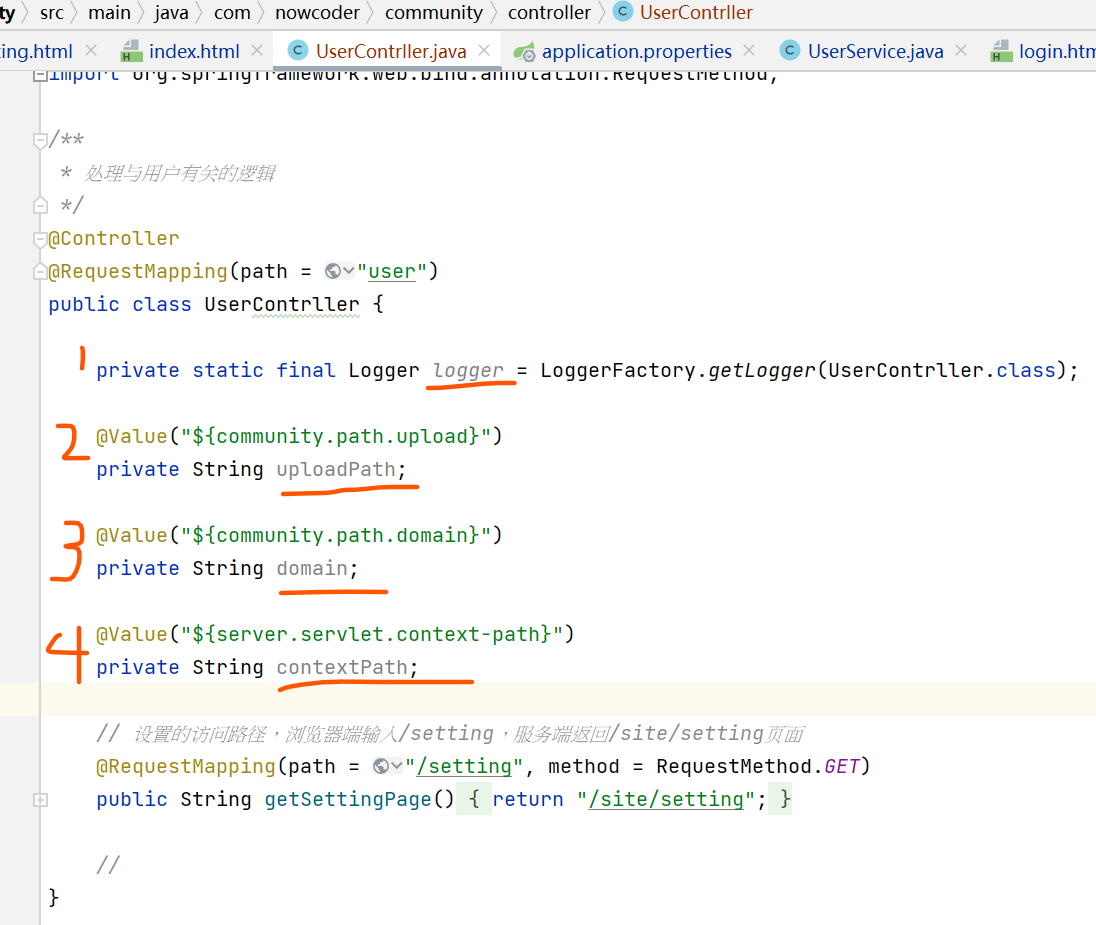 ty src main java com nowcoder community controller C UserContrller
ing.html × H index.html × C UserContrller.java × application.properties × C UserService.java × H login.htm
import org.springframework.web.bind.annotation.RequestMethod;
/**
* 处理与用户有关的逻辑
*/
@Controller
@RequestMapping(path = "user")
public class UserContrller {
1 private static final Logger logger = LoggerFactory.getLogger(UserContrller.class);
2 @Value("${community.path.upload}")
private String uploadPath;
3 @Value("${community.path.domain}")
private String domain;
4 @Value("${server.servlet.context-path}")
private String contextPath;
// 设置的访问路径，浏览器端输入/setting，服务端返回/site/setting页面
@RequestMapping(path = "/setting", method = RequestMethod.GET)
public String getSettingPage() { return "/site/setting"; }
//
}